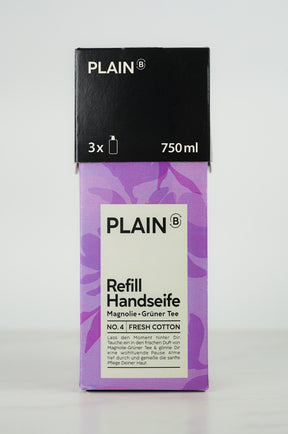 PLAIN B
3x 750ml
PLAIN B
Refill
Handseife
Magnolie • Grüner Tee
NO. 4 FRESH COTTON
Lass den Moment hinter Dir
Tauche ein in den frischen Duft von
Magnolie-Grüner Tee & gönne Dir
eine wohltuende Pause Atme
tief durch und genieße die sanfte
Pflege Deiner Haut